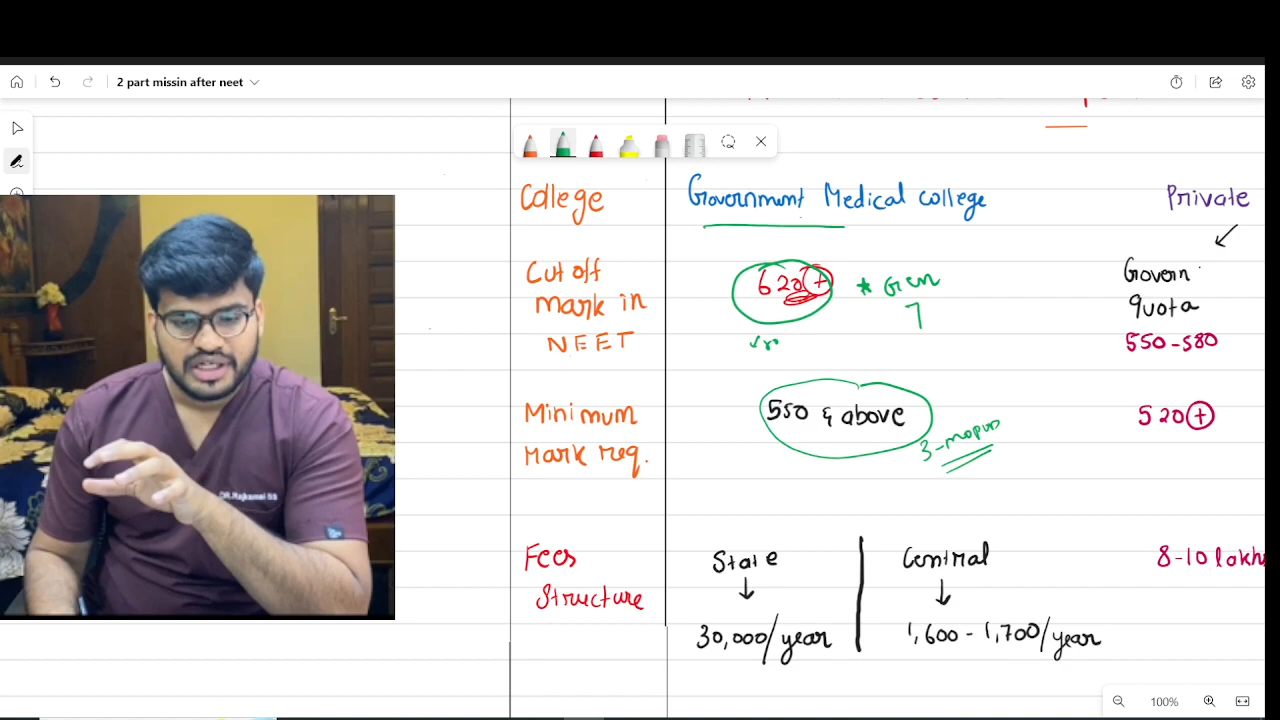 2 part missin after neet
College
Government Medical college
Private
Cut off
mark in
NEET
620+
* Gen
Govern
quota
550-580
Minimum
Mark req.
550 & above
3-mopup
520+
Fees
Structure
State
Central
8-10 lakh
30,000/year
1,600 - 1,700/year
100%